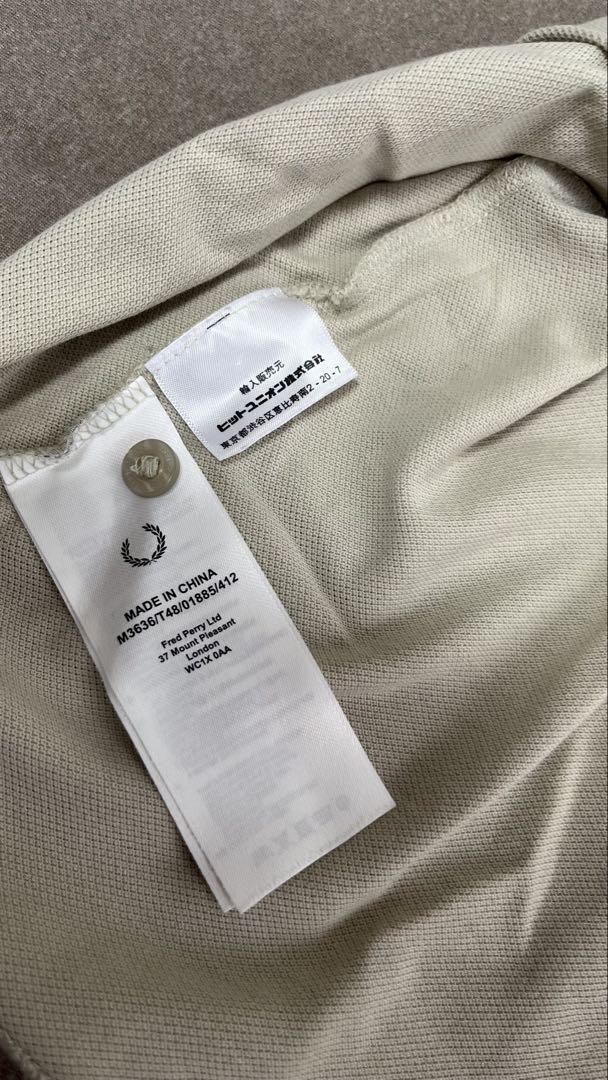 輸入販売元
ヒットユニオン株式会社
東京都渋谷区恵比寿南2-20-7
MADE IN CHINA
M3636/T48/01885/412
Fred Perry Ltd
37 Mount Pleasant
London
WC1X 0AA